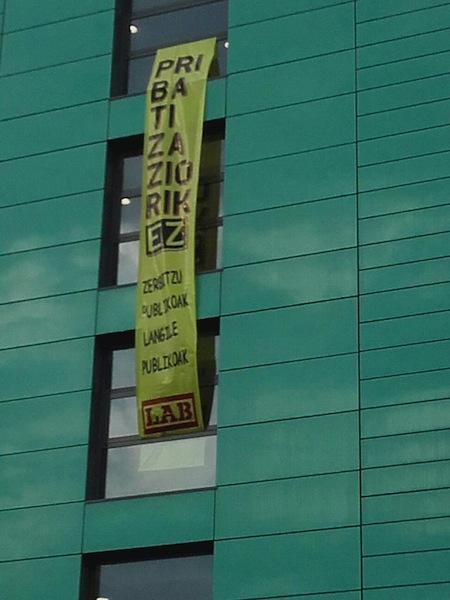 PRI
BA
TI
ZA
ZIO
RIK
EZ
ZERBITZU
PUBLIKOAK
LANGILE
PUBLIKOAK
LAB